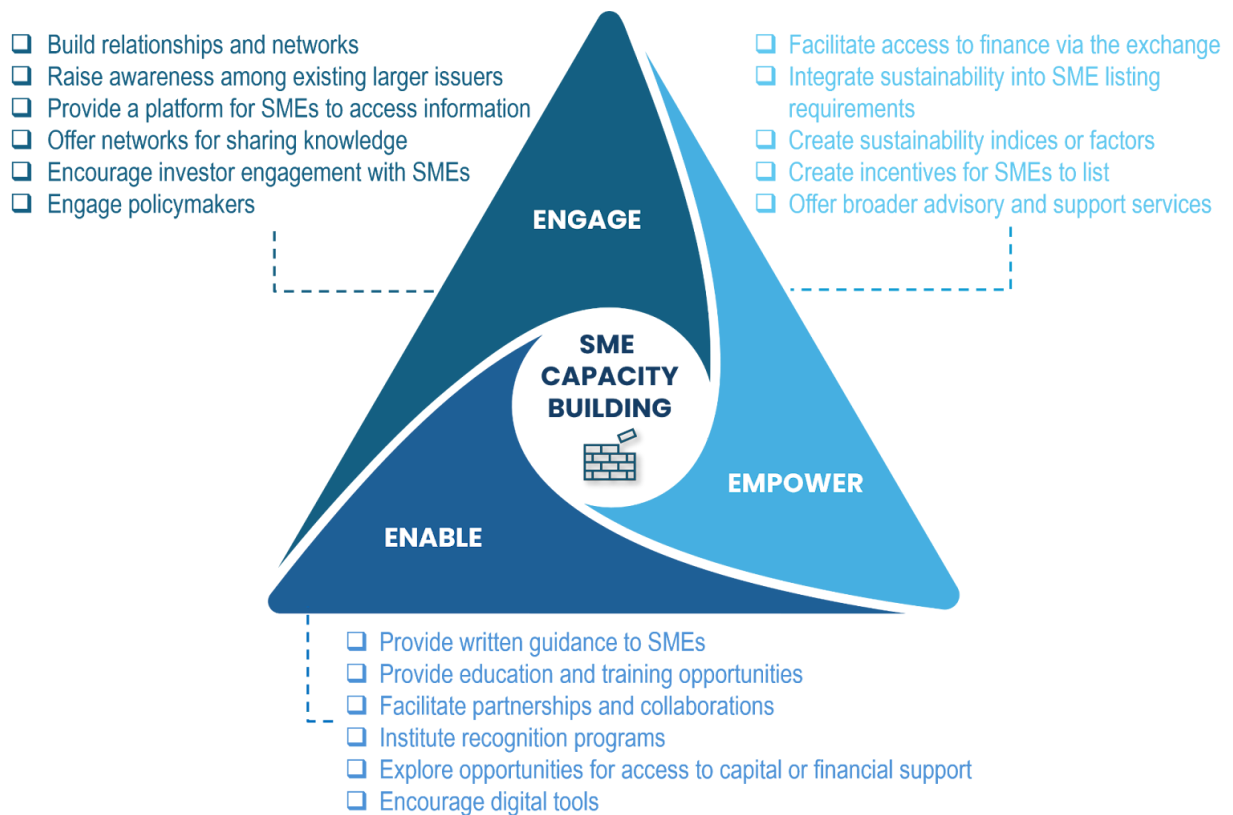 Build relationships and networks
Raise awareness among existing larger issuers
Provide a platform for SMEs to access information
Offer networks for sharing knowledge
Encourage investor engagement with SMEs
Engage policymakers
Facilitate access to finance via the exchange
Integrate sustainability into SME listing
requirements
Create sustainability indices or factors
Create incentives for SMEs to list
Offer broader advisory and support services
ENGAGE
SME
CAPACITY
BUILDING
EMPOWER
ENABLE
Provide written guidance to SMEs
Provide education and training opportunities
Facilitate partnerships and collaborations
Institute recognition programs
Explore opportunities for access to capital or financial support
Encourage digital tools